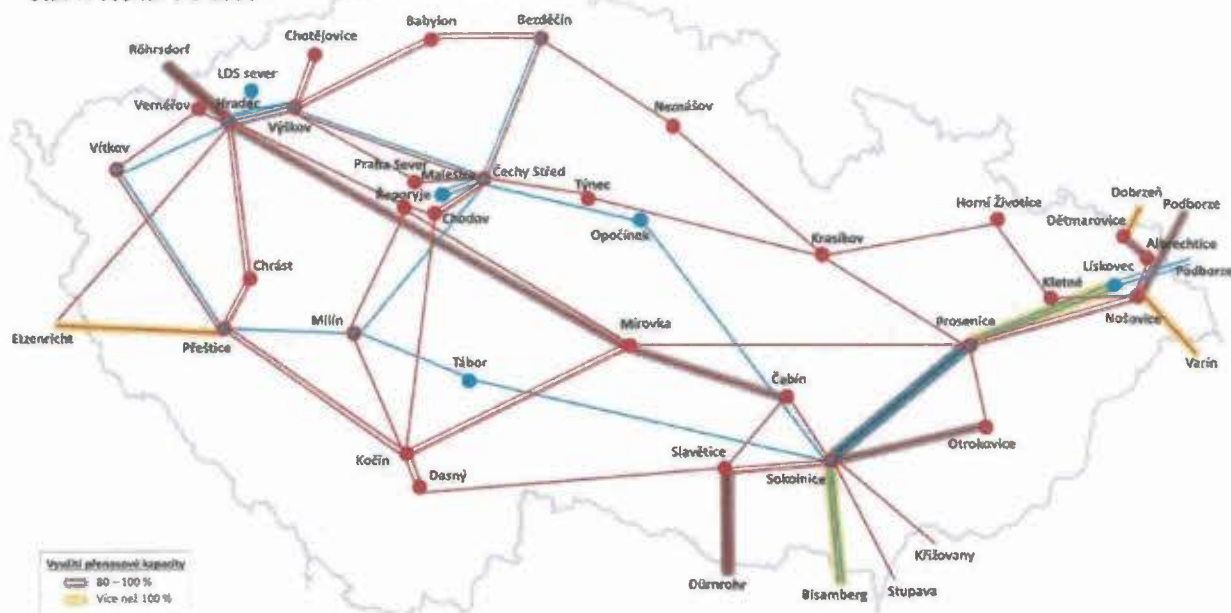 Babylon
Bezděčín
Chotějovice
Röhrsdorf
LDS sever
Vernéřov
Hradec
Výškov
Neznášov
Vítkov
Praha Sever
Malešice
Čechy Střed
Týnec
Řeporyje
Chodov
Opočínek
Horní Životice
Dobrzeń
Podborze
Dětmarovice
Albrechtice
Krasíkov
Lískovec
Podborze
Chrást
Kletné
Nošovice
Etzenricht
Přeštice
Milín
Mírovka
Prosenice
Varín
Tábor
Čebín
Otrokovice
Kočín
Slavětice
Dasný
Sokolnice
Křižovany
Dürnrohr
Bisamberg
Stupava
Využití přenosové kapacity
80 – 100 %
Více než 100 %